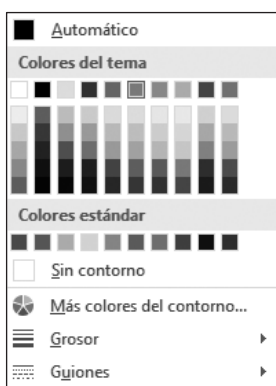 Automático
Colores del tema
Colores estándar
Sin contorno
Más colores del contorno...
Grosor
Guiones